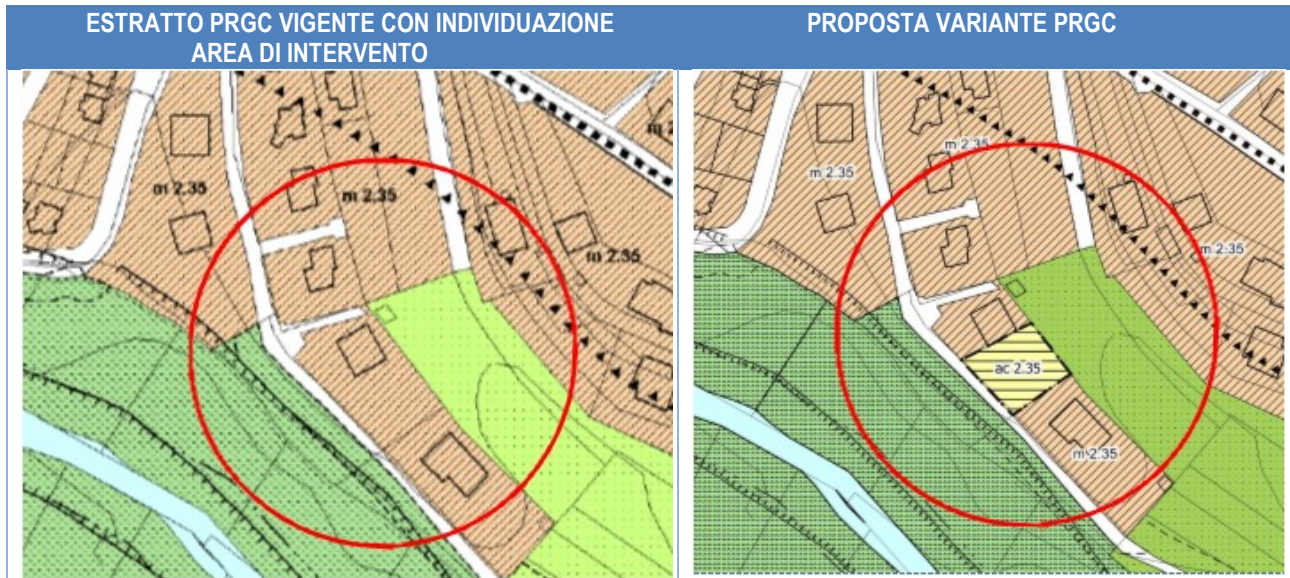 ESTRATTO PRGC VIGENTE CON INDIVIDUAZIONE
AREA DI INTERVENTO
PROPOSTA VARIANTE PRGC
m 2.35
m 2.35
m 2.35
m 2.35
m 2.35
m 2.35
ac 2.35
m 2.35